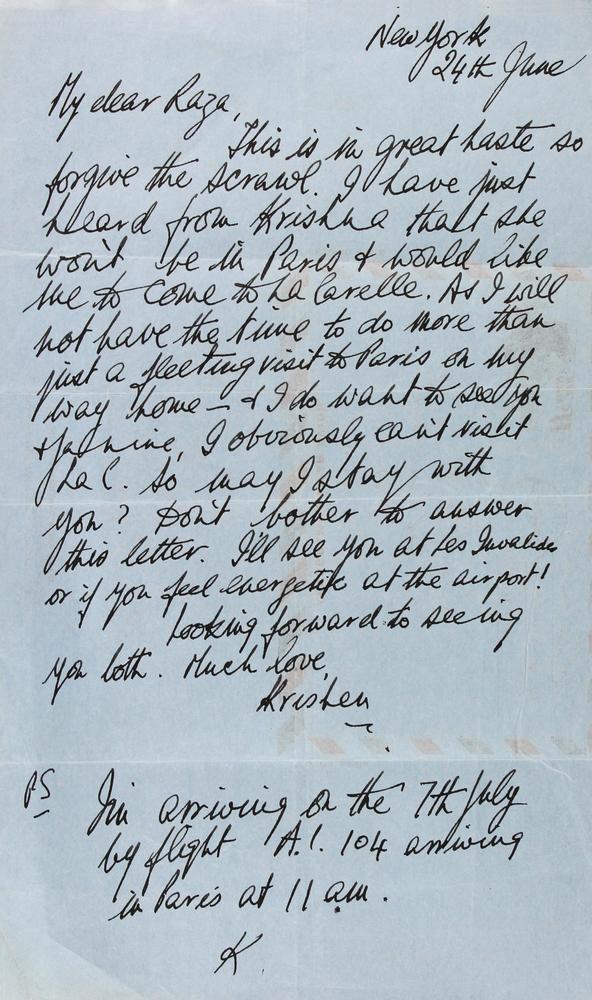 New York
24th June
My dear Raza,
This is in great haste so
forgive the scrawl. I have just
heard from Krishna that she
won't be in Paris & would like
me to come to La Carelle. As I will
not have the time to do more than
just a fleeting visit to Paris on my
way home — & I do want to see you
& Janine, I obviously can't visit
La C. So may I stay with
you? Don't bother to answer
this letter. I'll see you at Les Invalides
or if you feel energetic at the airport!
Looking forward to seeing
you both. Much love,
Krishen
PS
I'm arriving on the 7th July
by flight A.I. 104 arriving
in Paris at 11 am.
K.